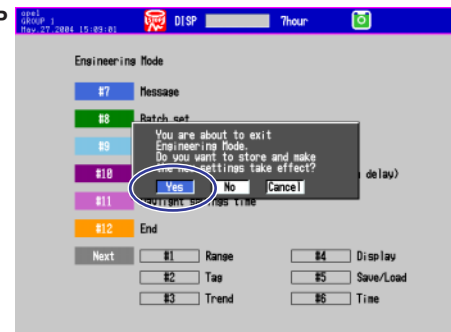 opel
GROUP 1
May.27.2004 15:09:01
DISP
7hour
Engineering Mode
#7 Message
#8 Batch set
#9
#10 delay)
#11 Daylight savings time
#12 End
You are about to exit
Engineering Mode.
Do you want to store and make
the new settings take effect?
Yes No Cancel
Next #1 Range #4 Display
#2 Tag #5 Save/Load
#3 Trend #6 Time